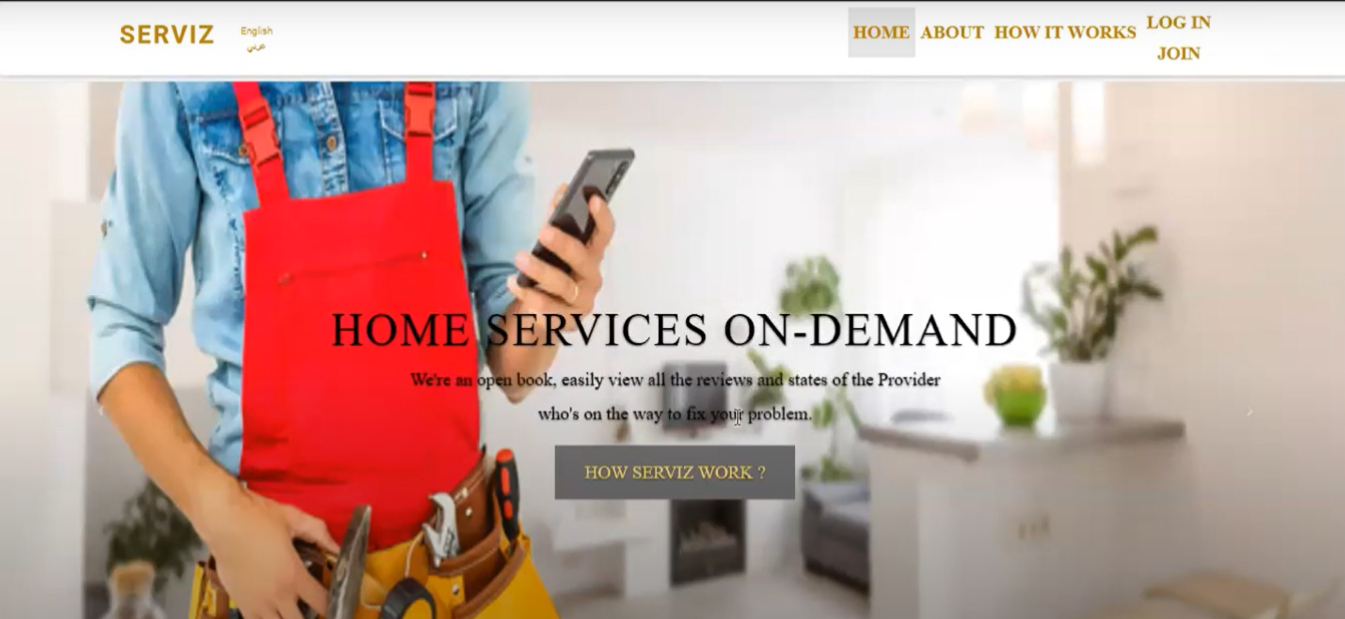 SERVIZ
English
عربي
HOME ABOUT HOW IT WORKS LOG IN
JOIN
HOME SERVICES ON-DEMAND
We're an open book, easily view all the reviews and states of the Provider
who's on the way to fix your problem.
HOW SERVIZ WORK ?